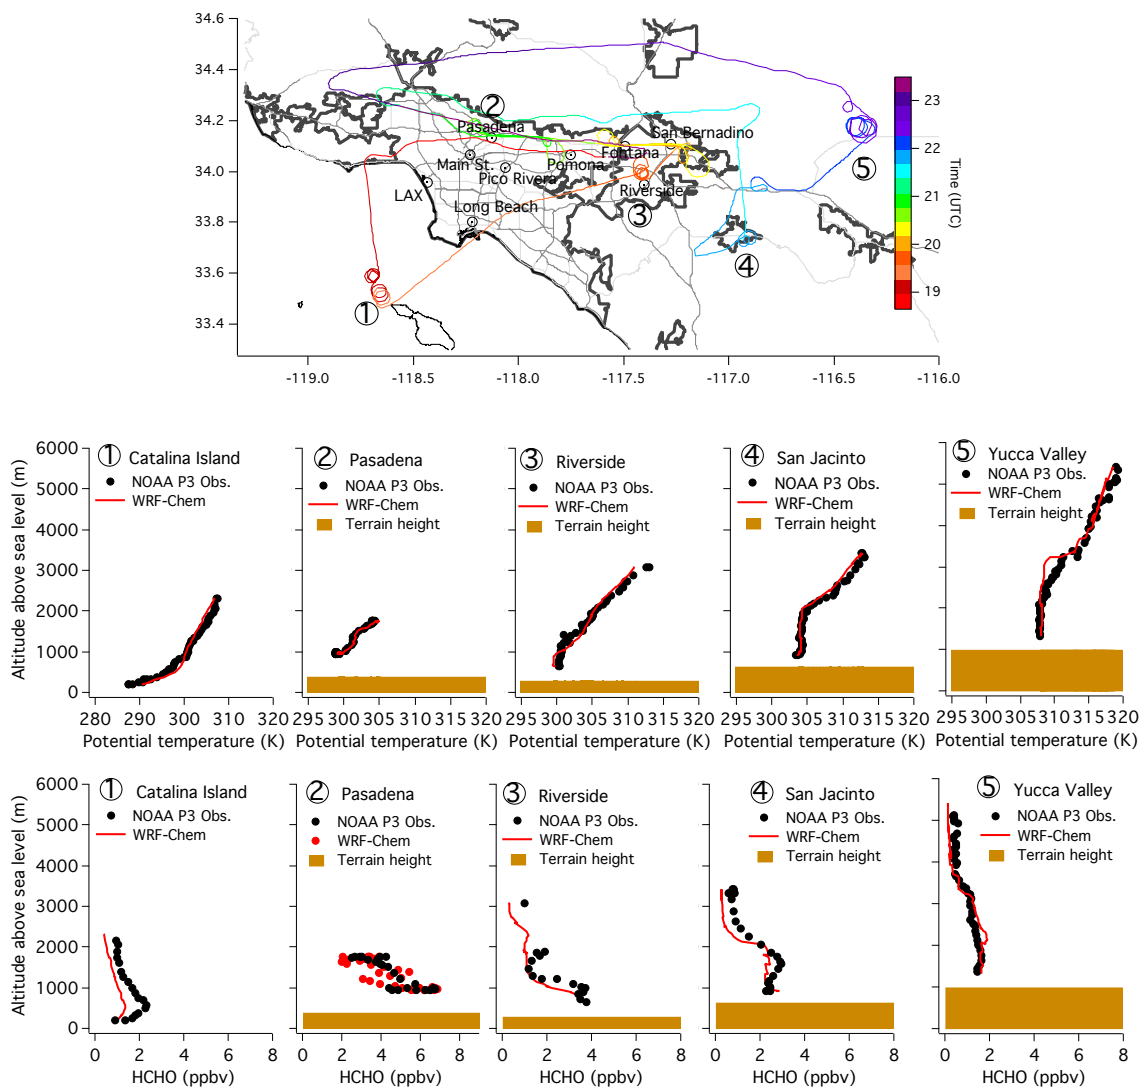 34.6
34.4
34.2
34.0
33.8
33.6
33.4
-119.0 -118.5 -118.0 -117.5 -117.0 -116.5 -116.0
2
Pasadena
San Bernadino
Fontana
Main St.
Pomona
Pico Rivera
Riverside
LAX
Long Beach
3
4
5
1
23
22
21
20
19
Time (UTC)
Altitude above sea level (m)
6000
5000
4000
3000
2000
1000
0
1 Catalina Island
NOAA P3 Obs.
WRF-Chem
280 290 300 310 320
Potential temperature (K)
2 Pasadena
NOAA P3 Obs.
WRF-Chem
Terrain height
295 300 305 310 315 320
Potential temperature (K)
3 Riverside
NOAA P3 Obs.
WRF-Chem
Terrain height
295 300 305 310 315 320
Potential temperature (K)
4 San Jacinto
NOAA P3 Obs.
WRF-Chem
Terrain height
295 300 305 310 315 320
Potential temperature (K)
5 Yucca Valley
NOAA P3 Obs.
WRF-Chem
Terrain height
295 300 305 310 315 320
Potential temperature (K)
Altitude above sea level (m)
6000
5000
4000
3000
2000
1000
0
1 Catalina Island
NOAA P3 Obs.
WRF-Chem
0 2 4 6 8
HCHO (ppbv)
2 Pasadena
NOAA P3 Obs.
WRF-Chem
Terrain height
0 2 4 6 8
HCHO (ppbv)
3 Riverside
NOAA P3 Obs.
WRF-Chem
Terrain height
0 2 4 6 8
HCHO (ppbv)
4 San Jacinto
NOAA P3 Obs.
WRF-Chem
Terrain height
0 2 4 6 8
HCHO (ppbv)
5 Yucca Valley
NOAA P3 Obs.
WRF-Chem
Terrain height
0 2 4 6 8
HCHO (ppbv)